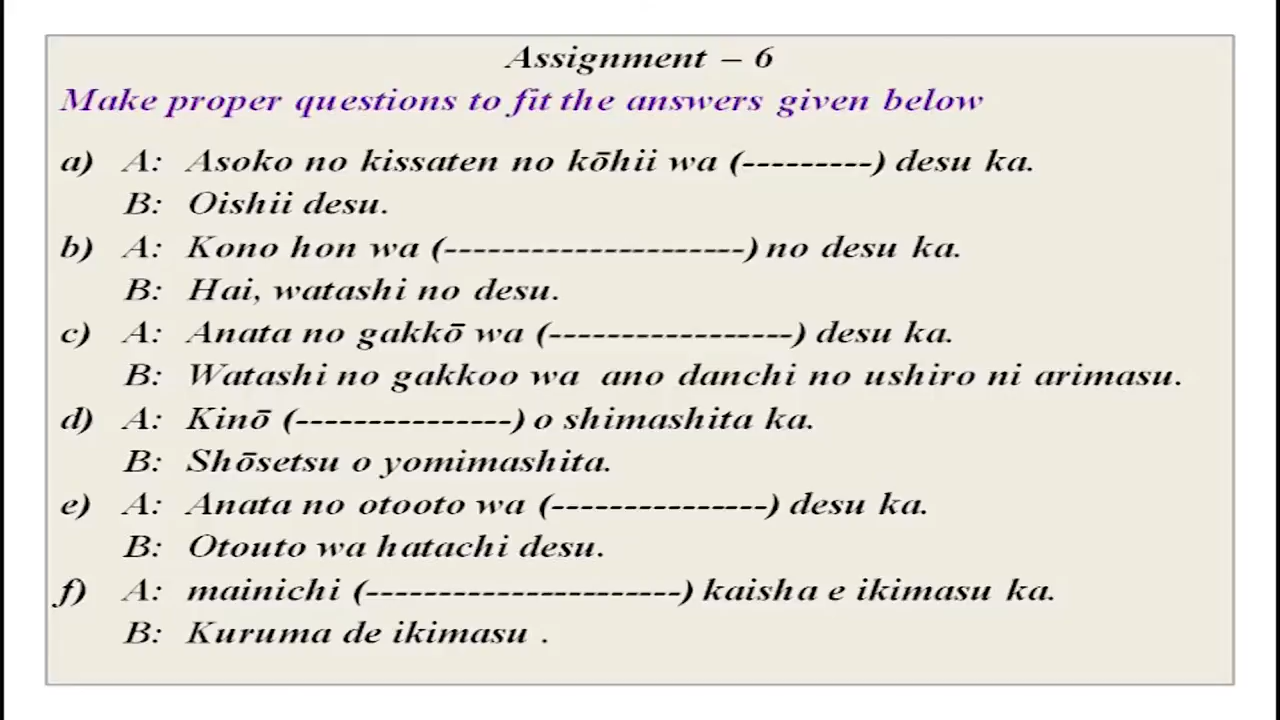 Assignment – 6
Make proper questions to fit the answers given below
a) A: Asoko no kissaten no kōhii wa (---------) desu ka.
B: Oishii desu.
b) A: Kono hon wa (---------------------) no desu ka.
B: Hai, watashi no desu.
c) A: Anata no gakkō wa (-----------------) desu ka.
B: Watashi no gakkoo wa ano danchi no ushiro ni arimasu.
d) A: Kinō (---------------) o shimashita ka.
B: Shōsetsu o yomimashita.
e) A: Anata no otooto wa (---------------) desu ka.
B: Otouto wa hatachi desu.
f) A: mainichi (----------------------) kaisha e ikimasu ka.
B: Kuruma de ikimasu .